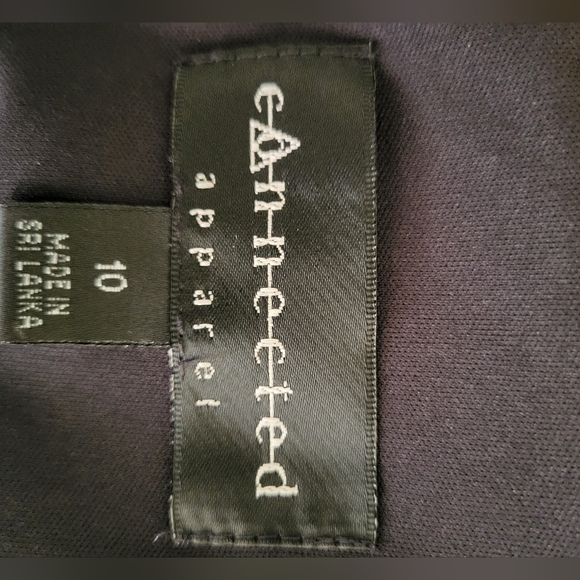 connected
apparel
10
MADE IN
SRI LANKA